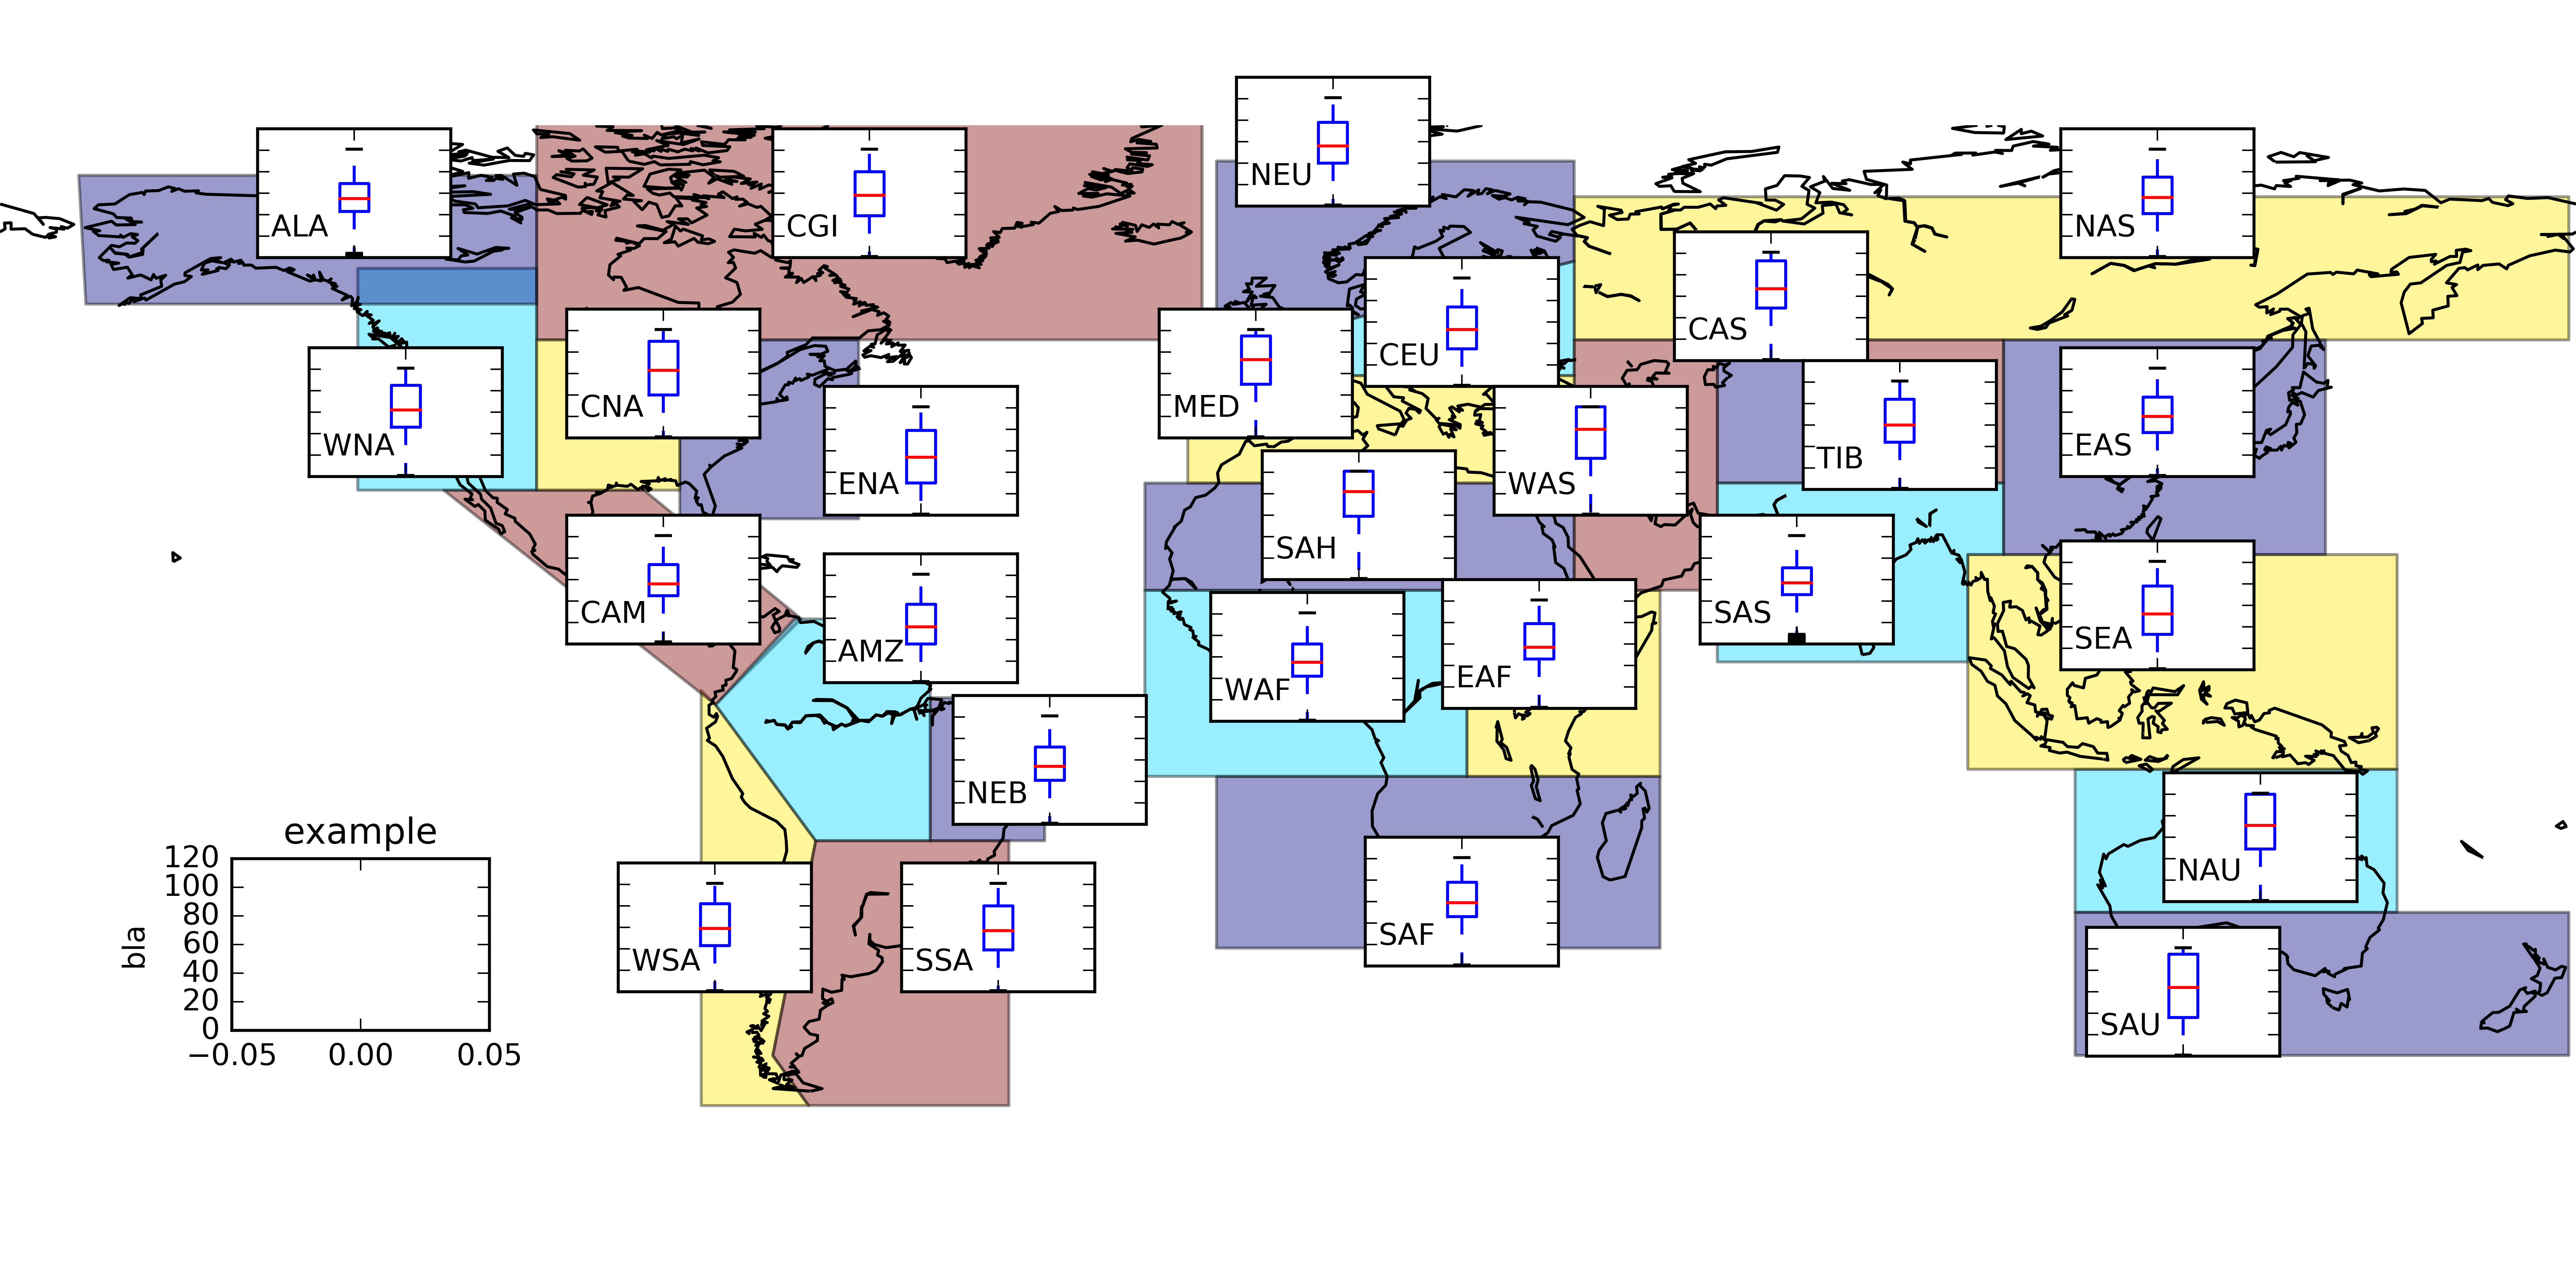 NEU
ALA
CGI
NAS
CAS
CEU
CNA
MED
WNA
ENA
WAS
TIB
EAS
SAH
CAM
SAS
SEA
AMZ
WAF
EAF
NEB
NAU
WSA
SSA
SAF
SAU
example
bla
120
100
80
60
40
20
0
−0.05 0.00 0.05